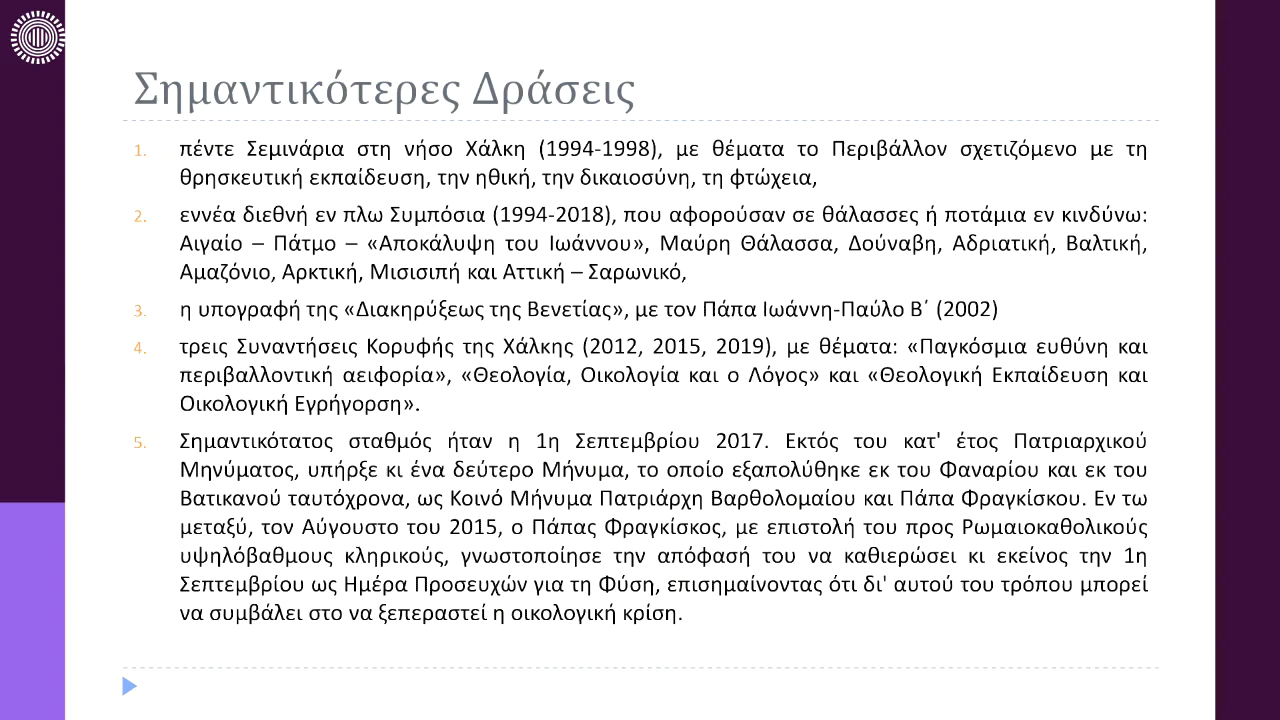 Σημαντικότερες Δράσεις
1. πέντε Σεμινάρια στη νήσο Χάλκη (1994-1998), με θέματα το Περιβάλλον σχετιζόμενο με τη
θρησκευτική εκπαίδευση, την ηθική, την δικαιοσύνη, τη φτώχεια,
2. εννέα διεθνή εν πλω Συμπόσια (1994-2018), που αφορούσαν σε θάλασσες ή ποτάμια εν κινδύνω:
Αιγαίο – Πάτμο – «Αποκάλυψη του Ιωάννου», Μαύρη Θάλασσα, Δούναβη, Αδριατική, Βαλτική,
Αμαζόνιο, Αρκτική, Μισισιπή και Αττική – Σαρωνικό,
3. η υπογραφή της «Διακηρύξεως της Βενετίας», με τον Πάπα Ιωάννη-Παύλο Β΄ (2002)
4. τρεις Συναντήσεις Κορυφής της Χάλκης (2012, 2015, 2019), με θέματα: «Παγκόσμια ευθύνη και
περιβαλλοντική αειφορία», «Θεολογία, Οικολογία και ο Λόγος» και «Θεολογική Εκπαίδευση και
Οικολογική Εγρήγορση».
5. Σημαντικότατος σταθμός ήταν η 1η Σεπτεμβρίου 2017. Εκτός του κατ' έτος Πατριαρχικού
Μηνύματος, υπήρξε κι ένα δεύτερο Μήνυμα, το οποίο εξαπολύθηκε εκ του Φαναρίου και εκ του
Βατικανού ταυτόχρονα, ως Κοινό Μήνυμα Πατριάρχη Βαρθολομαίου και Πάπα Φραγκίσκου. Εν τω
μεταξύ, τον Αύγουστο του 2015, ο Πάπας Φραγκίσκος, με επιστολή του προς Ρωμαιοκαθολικούς
υψηλόβαθμους κληρικούς, γνωστοποίησε την απόφασή του να καθιερώσει κι εκείνος την 1η
Σεπτεμβρίου ως Ημέρα Προσευχών για τη Φύση, επισημαίνοντας ότι δι' αυτού του τρόπου μπορεί
να συμβάλει στο να ξεπεραστεί η οικολογική κρίση.